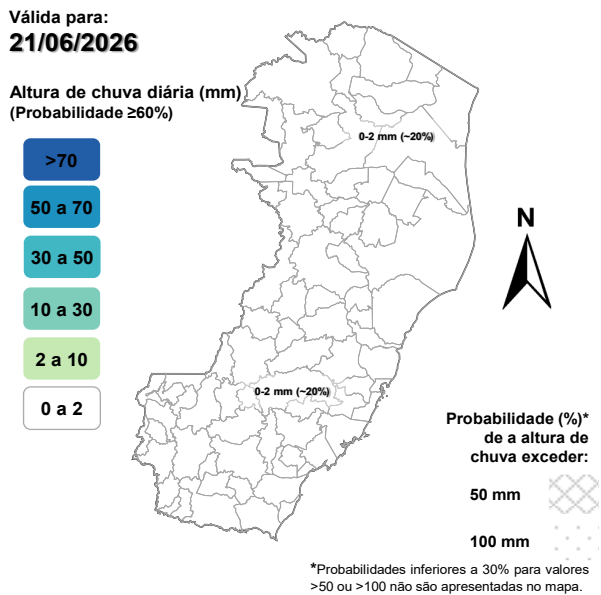 Válida para:
21/06/2026
Altura de chuva diária (mm)
(Probabilidade ≥60%)
>70
50 a 70
30 a 50
10 a 30
2 a 10
0 a 2
0-2 mm (~20%)
0-2 mm (~20%)
N
Probabilidade (%)*
de a altura de
chuva exceder:
50 mm
100 mm
*Probabilidades inferiores a 30% para valores
>50 ou >100 não são apresentadas no mapa.